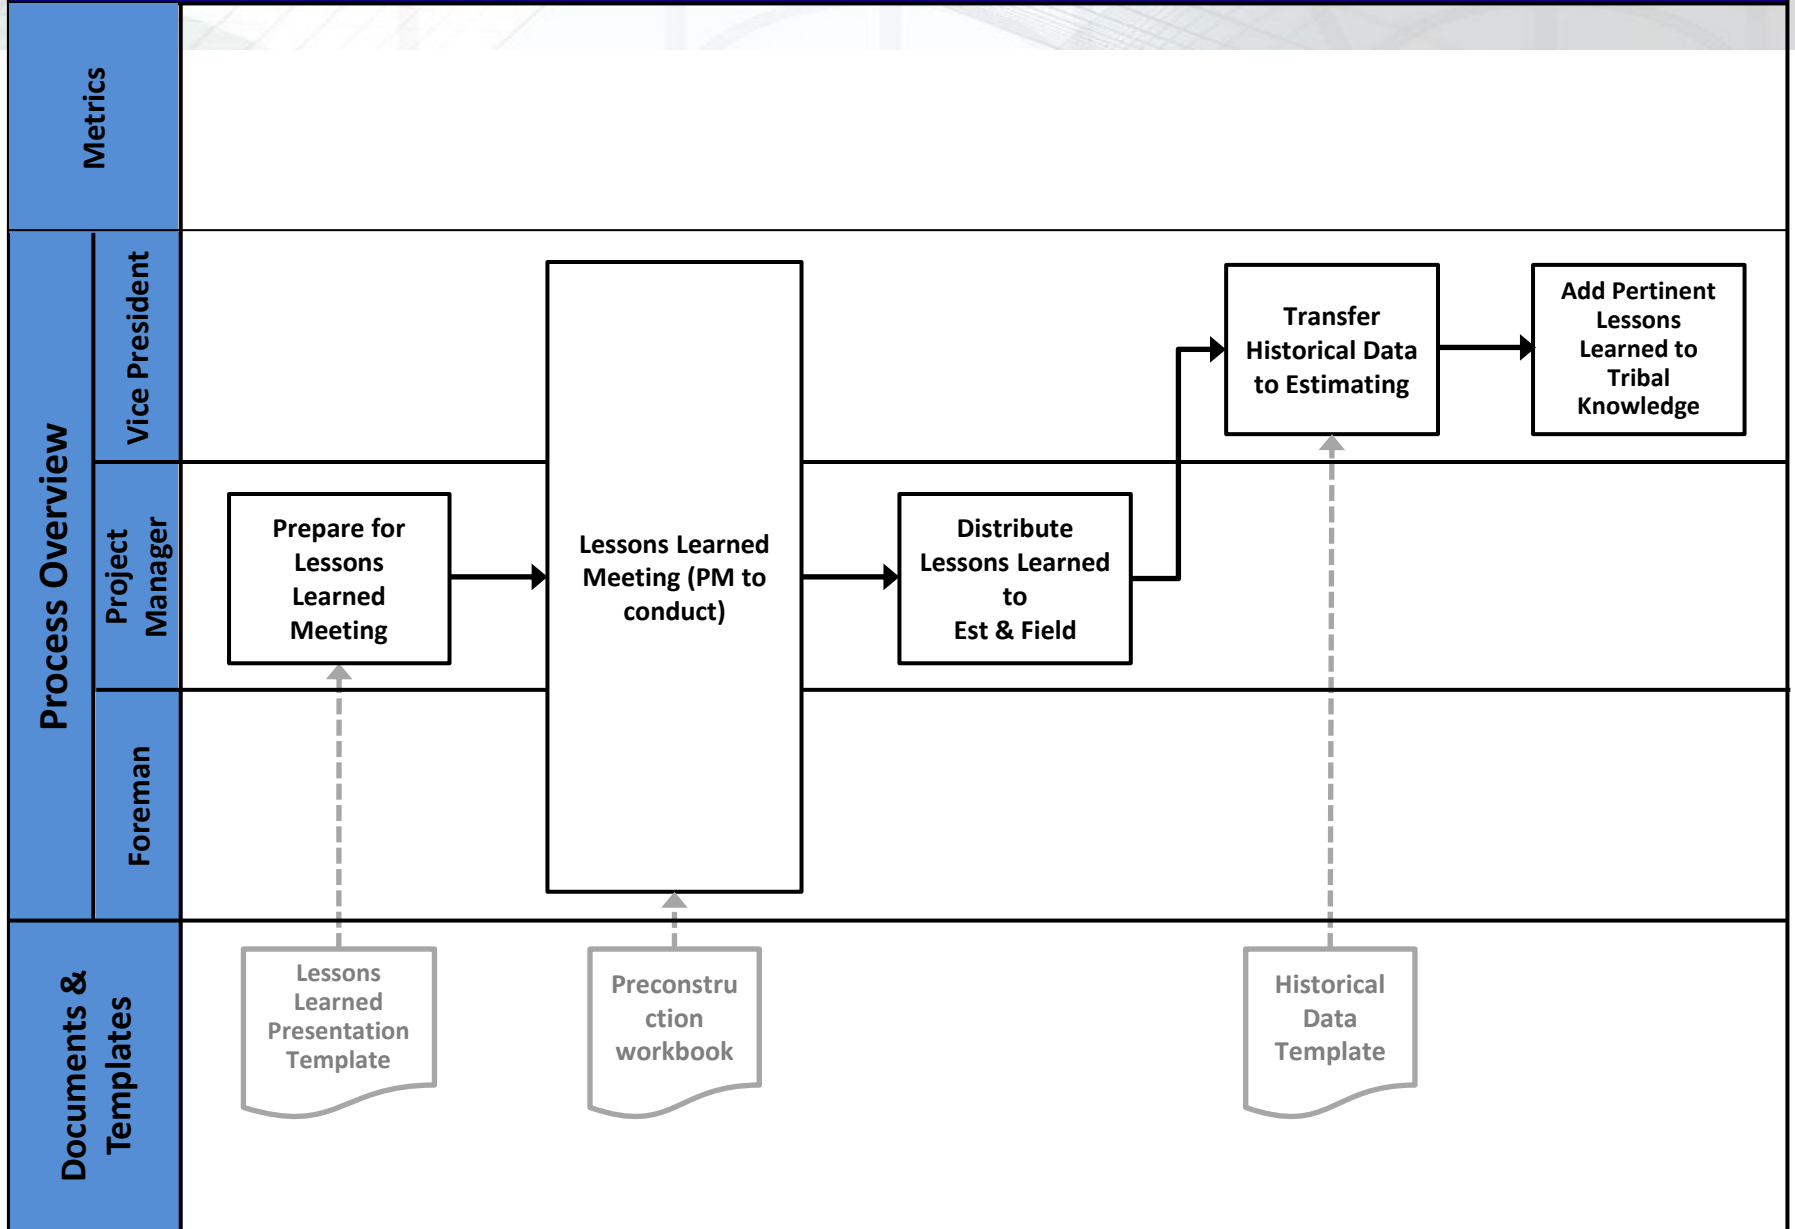 Metrics
Process Overview
Vice President
Transfer
Historical Data
to Estimating
Add Pertinent
Lessons
Learned to
Tribal
Knowledge
Project
Manager
Prepare for
Lessons
Learned
Meeting
Lessons Learned
Meeting (PM to
conduct)
Distribute
Lessons Learned
to
Est & Field
Foreman
Documents &
Templates
Lessons
Learned
Presentation
Template
Preconstru
ction
workbook
Historical
Data
Template